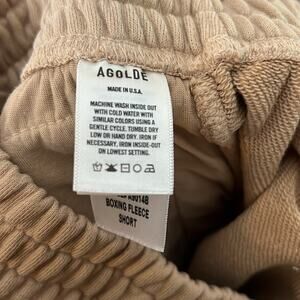 AGOLDE
MADE IN U.S.A.
MACHINE WASH INSIDE OUT
WITH COLD WATER WITH
SIMILAR COLORS USING A
GENTLE CYCLE. TUMBLE DRY
LOW OR HAND DRY. IRON IF
NECESSARY, IRON INSIDE-OUT
ON LOWEST SETTING.
BOXING FLEECE
SHORT